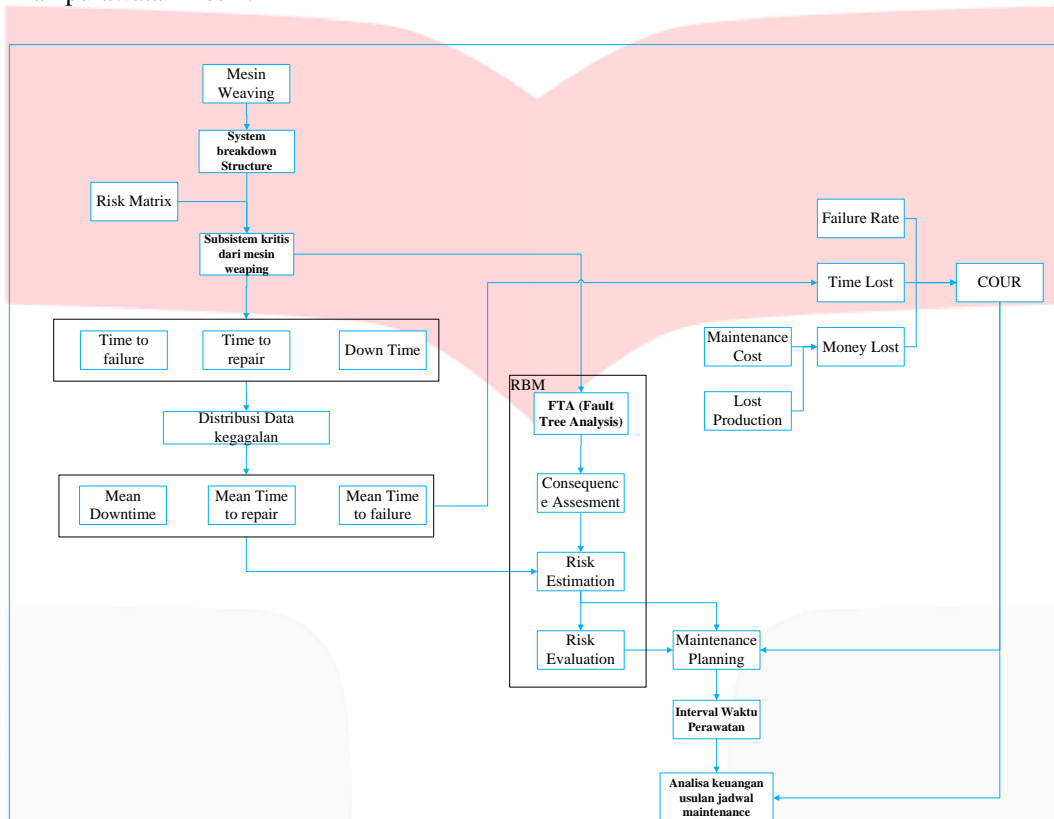 Mesin
Weaving
System
breakdown
Structure
Risk Matrix
Subsistem kritis
dari mesin
weaping
Failure Rate
Time Lost
COUR
Maintenance
Cost
Money Lost
Lost
Production
Time to
failure
Time to
repair
Down Time
Distribusi Data
kegagalan
Mean
Downtime
Mean Time
to repair
Mean Time
to failure
RBM
FTA (Fault
Tree Analysis)
Consequenc
e Assesment
Risk
Estimation
Risk
Evaluation
Maintenance
Planning
Interval Waktu
Perawatan
Analisa keuangan
usulan jadwal
maintenance